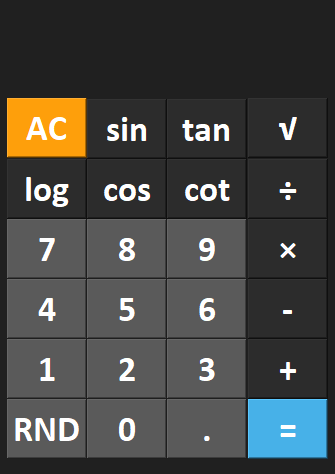 AC sin tan √
log cos cot ÷
7 8 9 ×
4 5 6 -
1 2 3 +
RND 0 . =